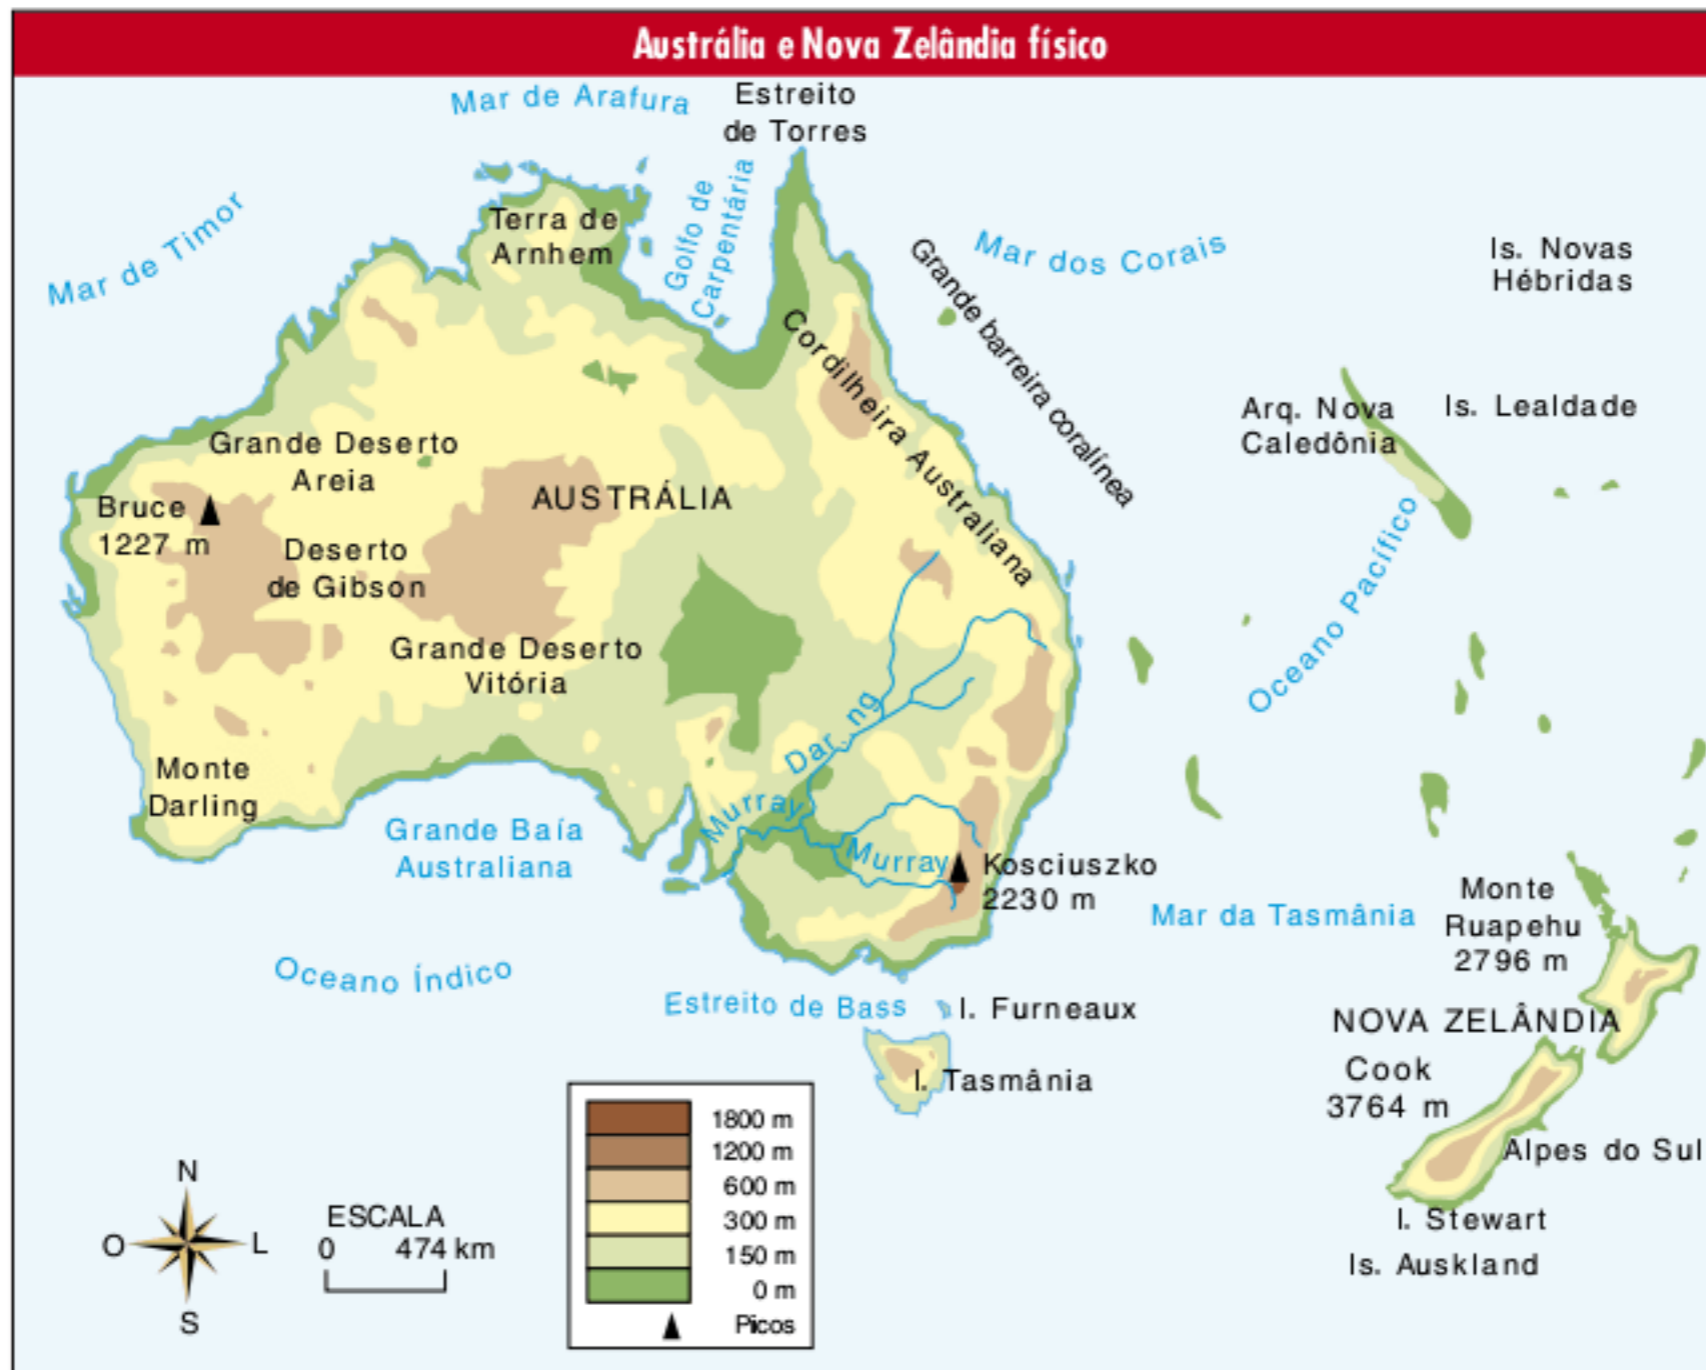 Austrália e Nova Zelândia físico
Mar de Arafura
Estreito
de Torres
Mar de Timor
Terra de
Arnhem
Golfo de
Carpentária
Grande barreira coralínea
Mar dos Corais
Is. Novas
Hébridas
Cordilheira Australiana
Arq. Nova
Caledônia
Is. Lealdade
Grande Deserto
Areia
Bruce
1227 m
AUSTRÁLIA
Deserto
de Gibson
Oceano Pacífico
Grande Deserto
Vitória
Monte
Darling
Grande Baía
Australiana
Murray
Murray
Kosciuszko
2230 m
Mar da Tasmânia
Monte
Ruapehu
2796 m
Oceano Índico
Estreito de Bass
I. Furneaux
NOVA ZELÂNDIA
I. Tasmânia
Cook
3764 m
Alpes do Sul
I. Stewart
Is. Auskland
N
O
L
S
ESCALA
0 474 km
1800 m
1200 m
600 m
300 m
150 m
0 m
Picos